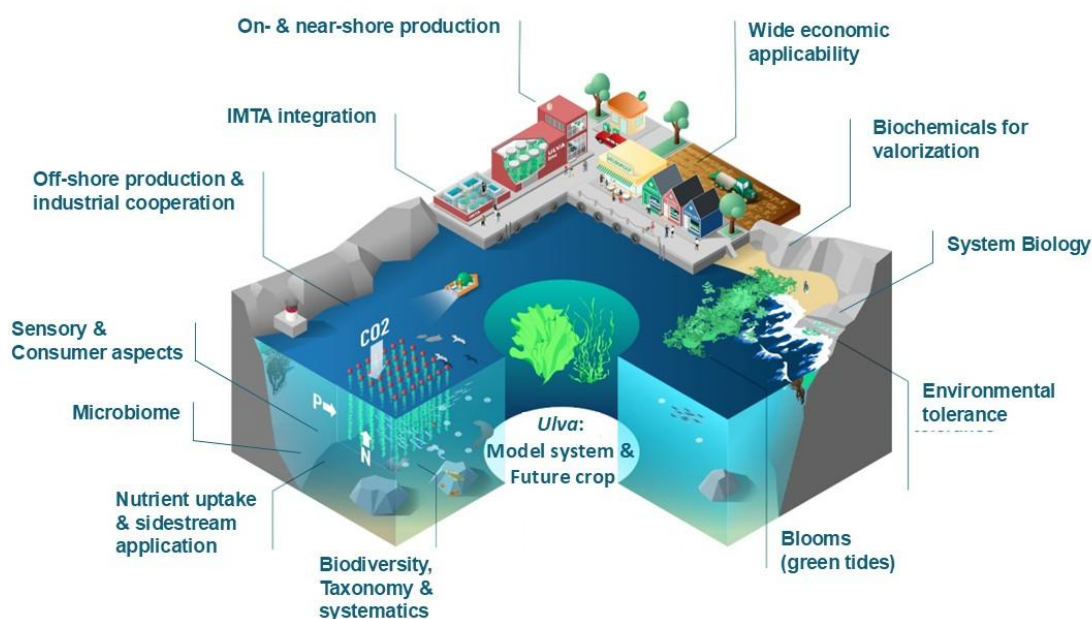 On- & near-shore production
Wide economic
applicability
IMTA integration
Biochemicals for
valorization
Off-shore production &
industrial cooperation
System Biology
Sensory &
Consumer aspects
CO2
Environmental
tolerance
Microbiome
P
N
Ulva:
Model system &
Future crop
Nutrient uptake
& sidestream
application
Biodiversity,
Taxonomy &
systematics
Blooms
(green tides)
ULVA
IMTA